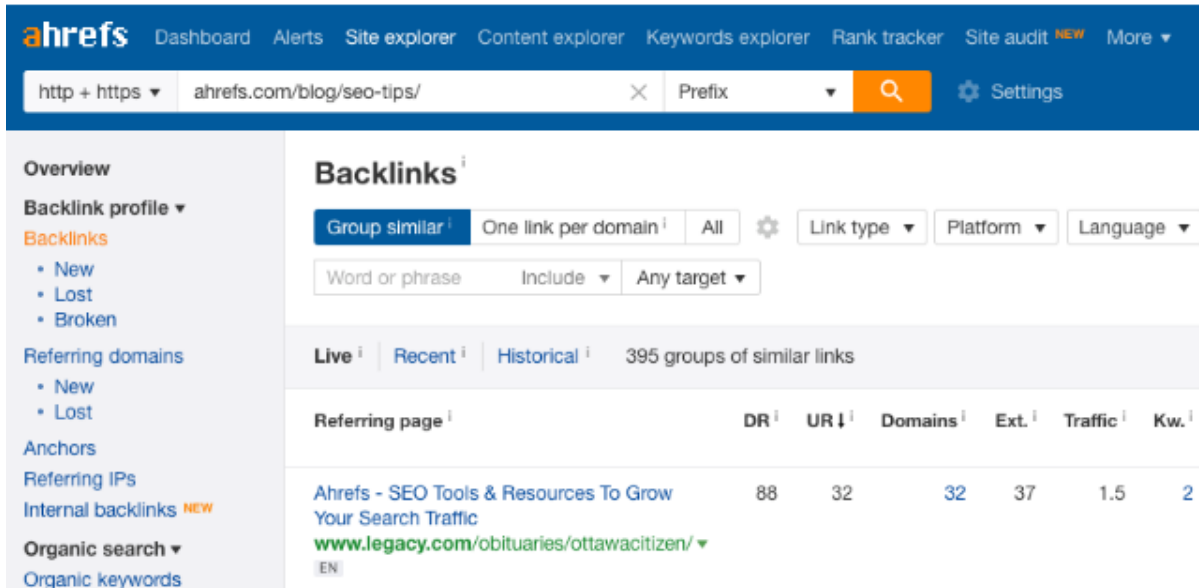 ahrefs Dashboard Alerts Site explorer Content explorer Keywords explorer Rank tracker Site audit NEW More
http + https ahrefs.com/blog/seo-tips/ Prefix Settings
Overview
Backlink profile
Backlinks
New
Lost
Broken
Referring domains
New
Lost
Anchors
Referring IPs
Internal backlinks NEW
Organic search
Organic keywords
Backlinks i
Group similar i One link per domain i All Link type Platform Language
Word or phrase Include Any target
Live i Recent i Historical i 395 groups of similar links
Referring page i DR i UR i Domains i Ext. i Traffic i Kw. i
Ahrefs - SEO Tools & Resources To Grow 88 32 32 37 1.5 2
Your Search Traffic
www.legacy.com/obituaries/ottawacitizen/
EN